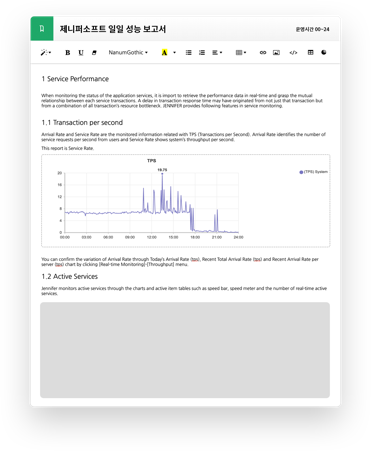 제니퍼소프트 일일 성능 보고서
운영시간 00~24
B U S NanumGothic A
1 Service Performance
When monitoring the status of the application services, it is import to retrieve the performance data in real-time and grasp the mutual
relationship between each service transactions. A delay in transaction response time may have originated from not just that transaction but
from a combination of all transaction's resource bottleneck. JENNIFER provides following features in service monitoring.
1.1 Transaction per second
Arrival Rate and Service Rate are the monitored information related with TPS (Transactions per Second). Arrival Rate identifies the number of
service requests per second from users and Service Rate shows system's throughput per second.
This report is Service Rate.
TPS
19.75
(TPS) System
20
16
12
8
4
0
00:00 03:00 06:00 09:00 12:00 15:00 18:00 21:00 24:00
You can confirm the variation of Arrival Rate through Today's Arrival Rate (tps), Recent Total Arrival Rate (tps) and Recent Arrival Rate per
server (tps) chart by clicking [Real-time Monitoring]-[Throughput] menu.
1.2 Active Services
Jennifer monitors active services through the charts and active item tables such as speed bar, speed meter and the number of real-time active
services.